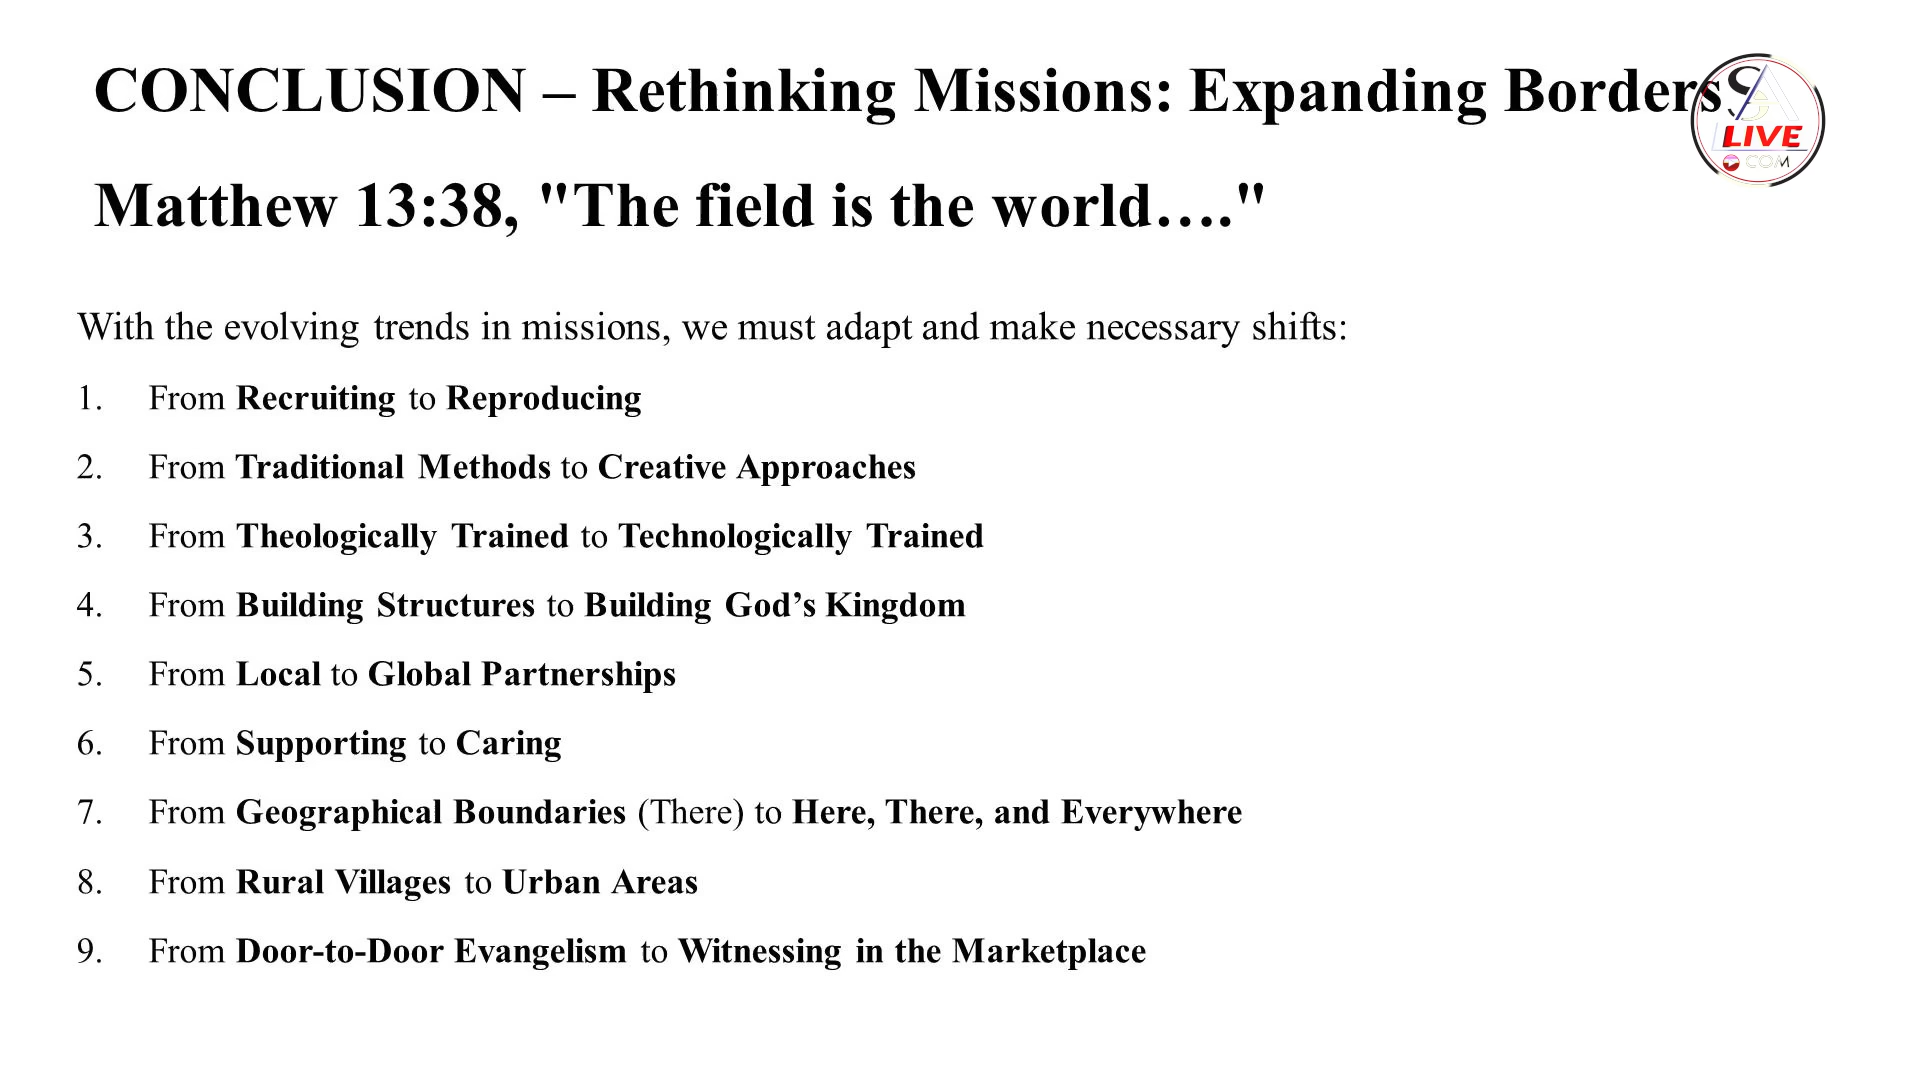 CONCLUSION – Rethinking Missions: Expanding Borders
LIVE
COM
Matthew 13:38, "The field is the world…."
With the evolving trends in missions, we must adapt and make necessary shifts:
1. From Recruiting to Reproducing
2. From Traditional Methods to Creative Approaches
3. From Theologically Trained to Technologically Trained
4. From Building Structures to Building God’s Kingdom
5. From Local to Global Partnerships
6. From Supporting to Caring
7. From Geographical Boundaries (There) to Here, There, and Everywhere
8. From Rural Villages to Urban Areas
9. From Door-to-Door Evangelism to Witnessing in the Marketplace